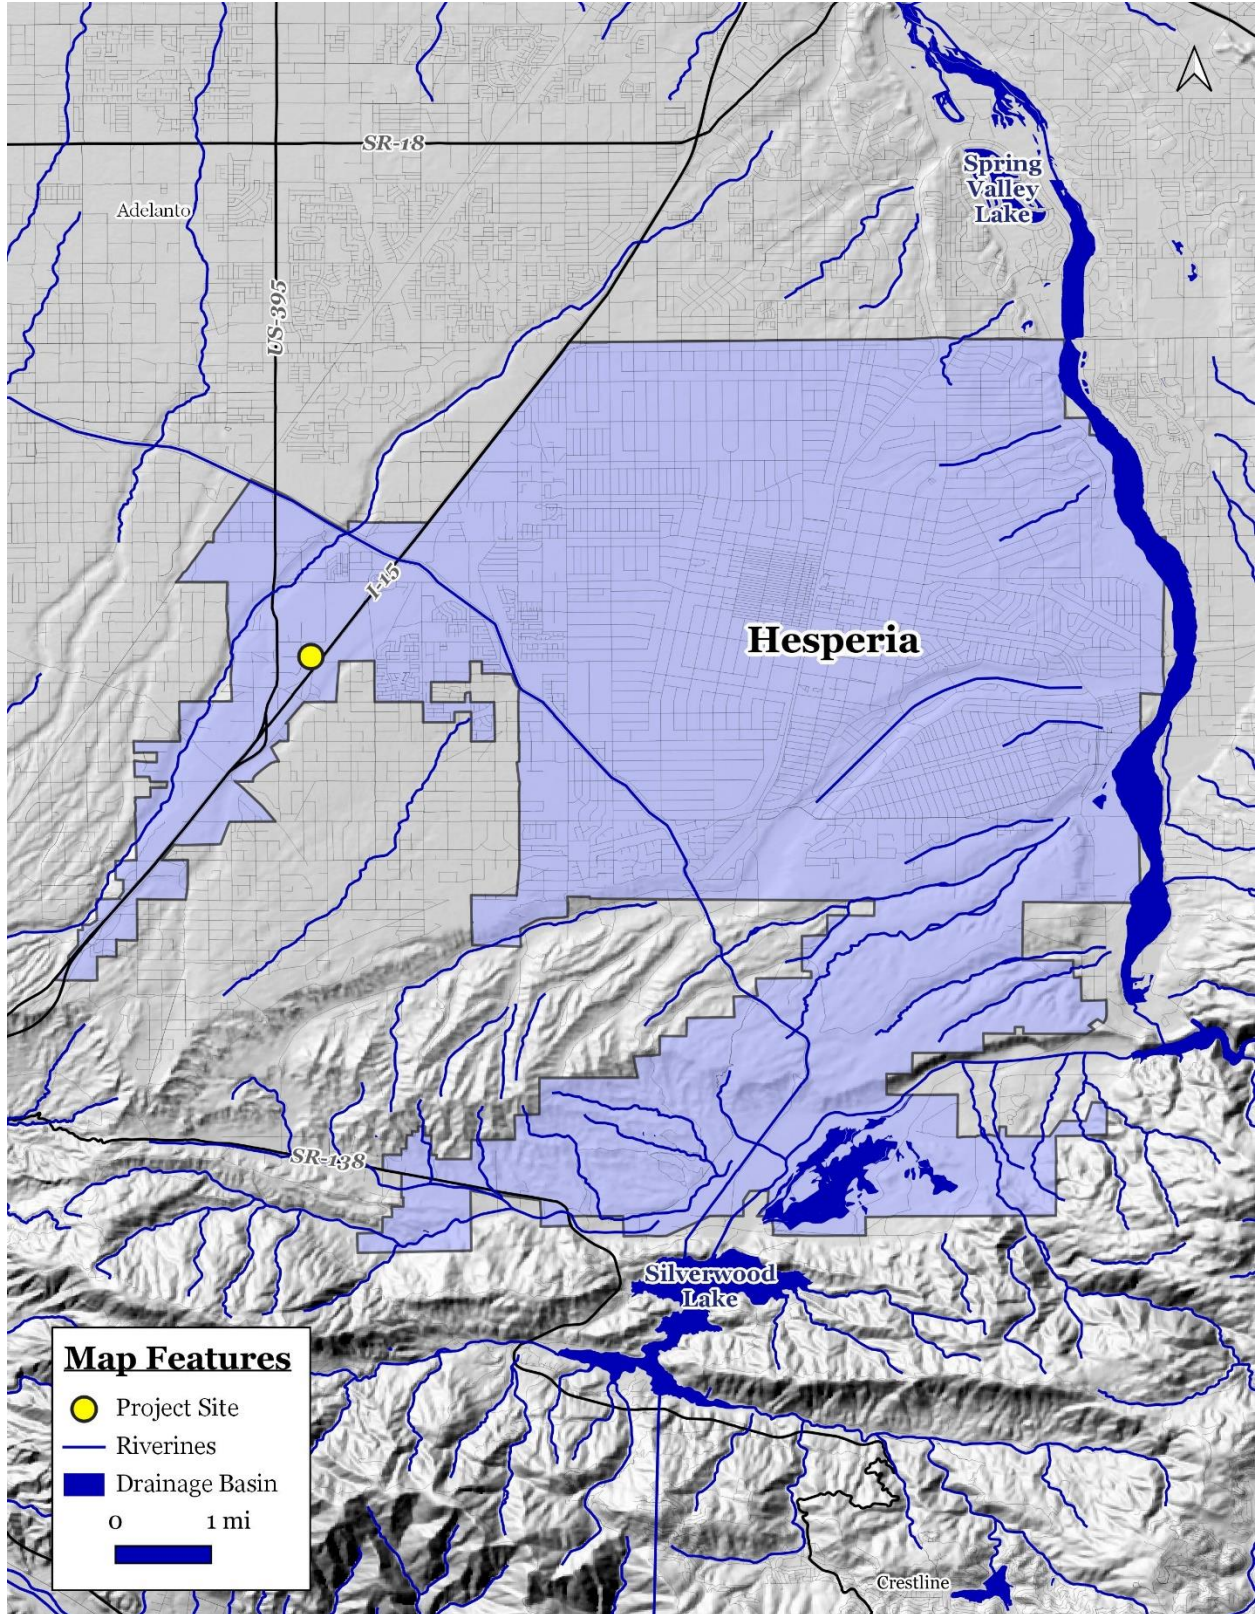 SR-18
Spring
Valley
Lake
Adelanto
US-395
I-15
Hesperia
SR-138
Silverwood
Lake
Map Features
Project Site
Riverines
Drainage Basin
0 1 mi
Crestline